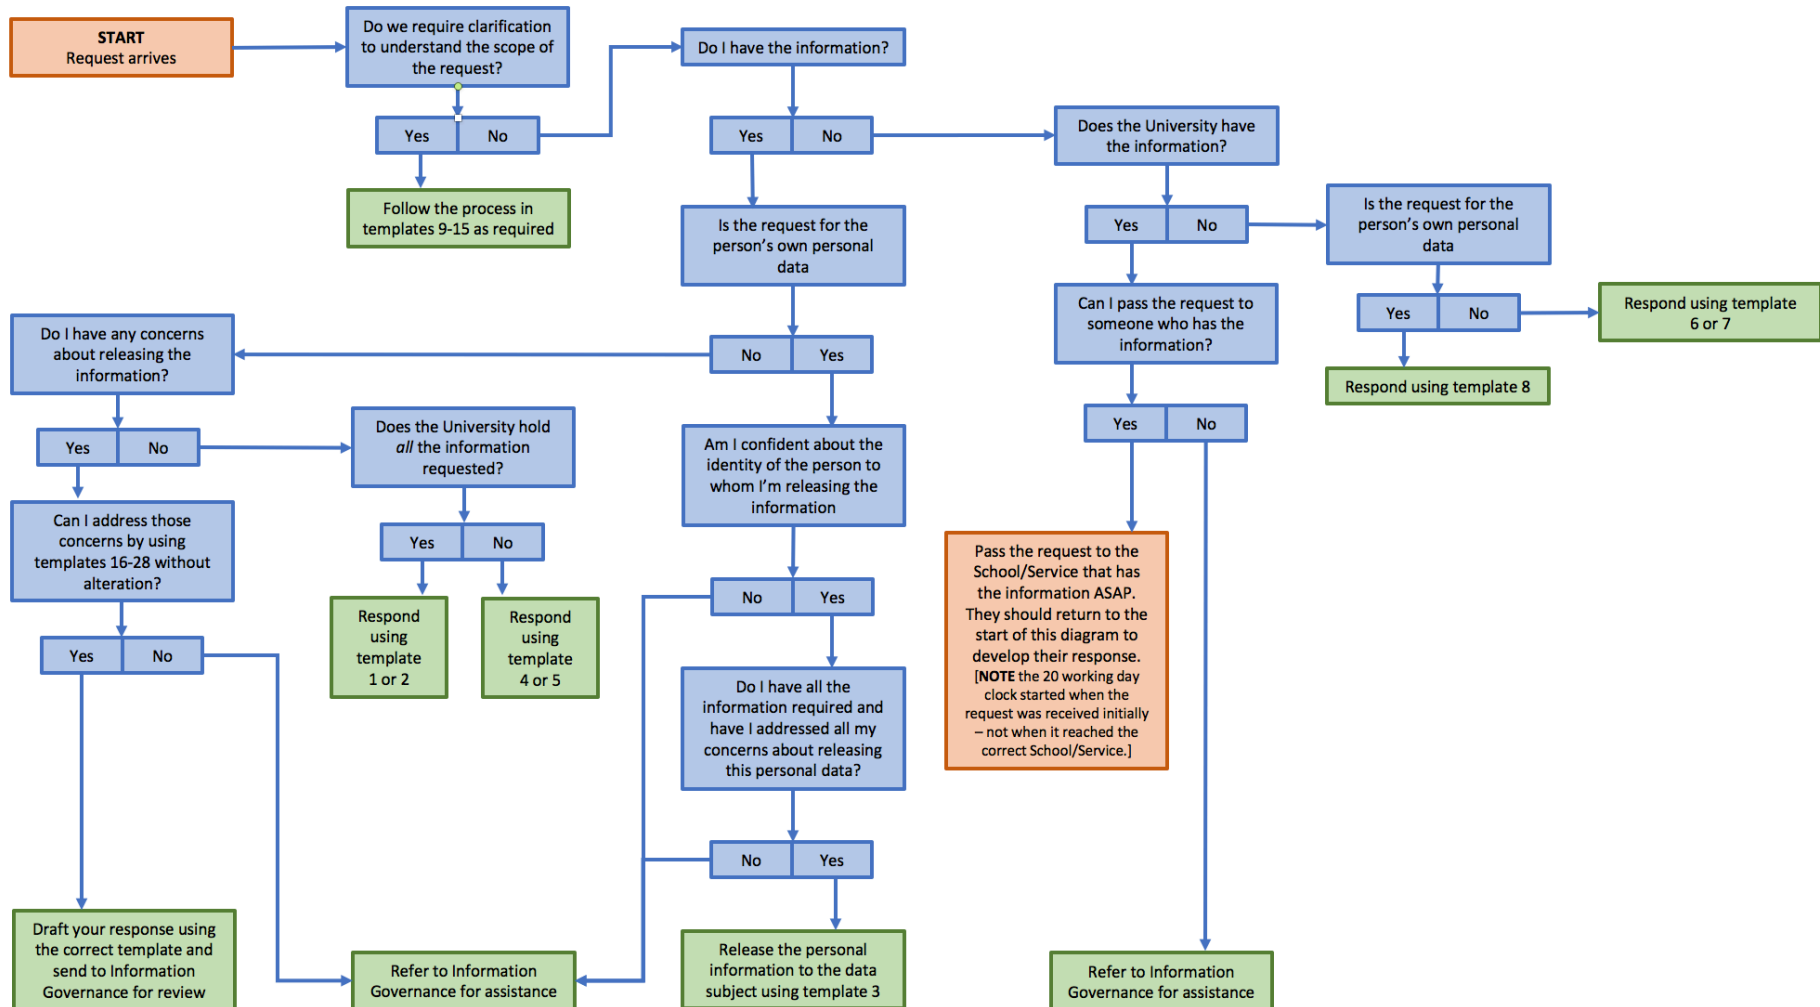 START
Request arrives
Do we require clarification
to understand the scope of
the request?
Yes
No
Follow the process in
templates 9-15 as required
Do I have the information?
Yes
No
Is the request for the
person’s own personal
data
No
Yes
Does the University have
the information?
Yes
No
Is the request for the
person’s own personal
data
Yes
No
Respond using template
6 or 7
Respond using template 8
Can I pass the request to
someone who has the
information?
Yes
No
Pass the request to the
School/Service that has
the information ASAP.
They should return to the
start of this diagram to
develop their response.
[NOTE the 20 working day
clock started when the
request was received initially
– not when it reached the
correct School/Service.]
Refer to Information
Governance for assistance
Do I have any concerns
about releasing the
information?
Yes
No
Does the University hold
all the information
requested?
Yes
No
Respond
using
template
1 or 2
Respond
using
template
4 or 5
Can I address those
concerns by using
templates 16-28 without
alteration?
Yes
No
Draft your response using
the correct template and
send to Information
Governance for review
Refer to Information
Governance for assistance
Am I confident about the
identity of the person to
whom I’m releasing the
information
No
Yes
Do I have all the
information required and
have I addressed all my
concerns about releasing
this personal data?
No
Yes
Release the personal
information to the data
subject using template 3